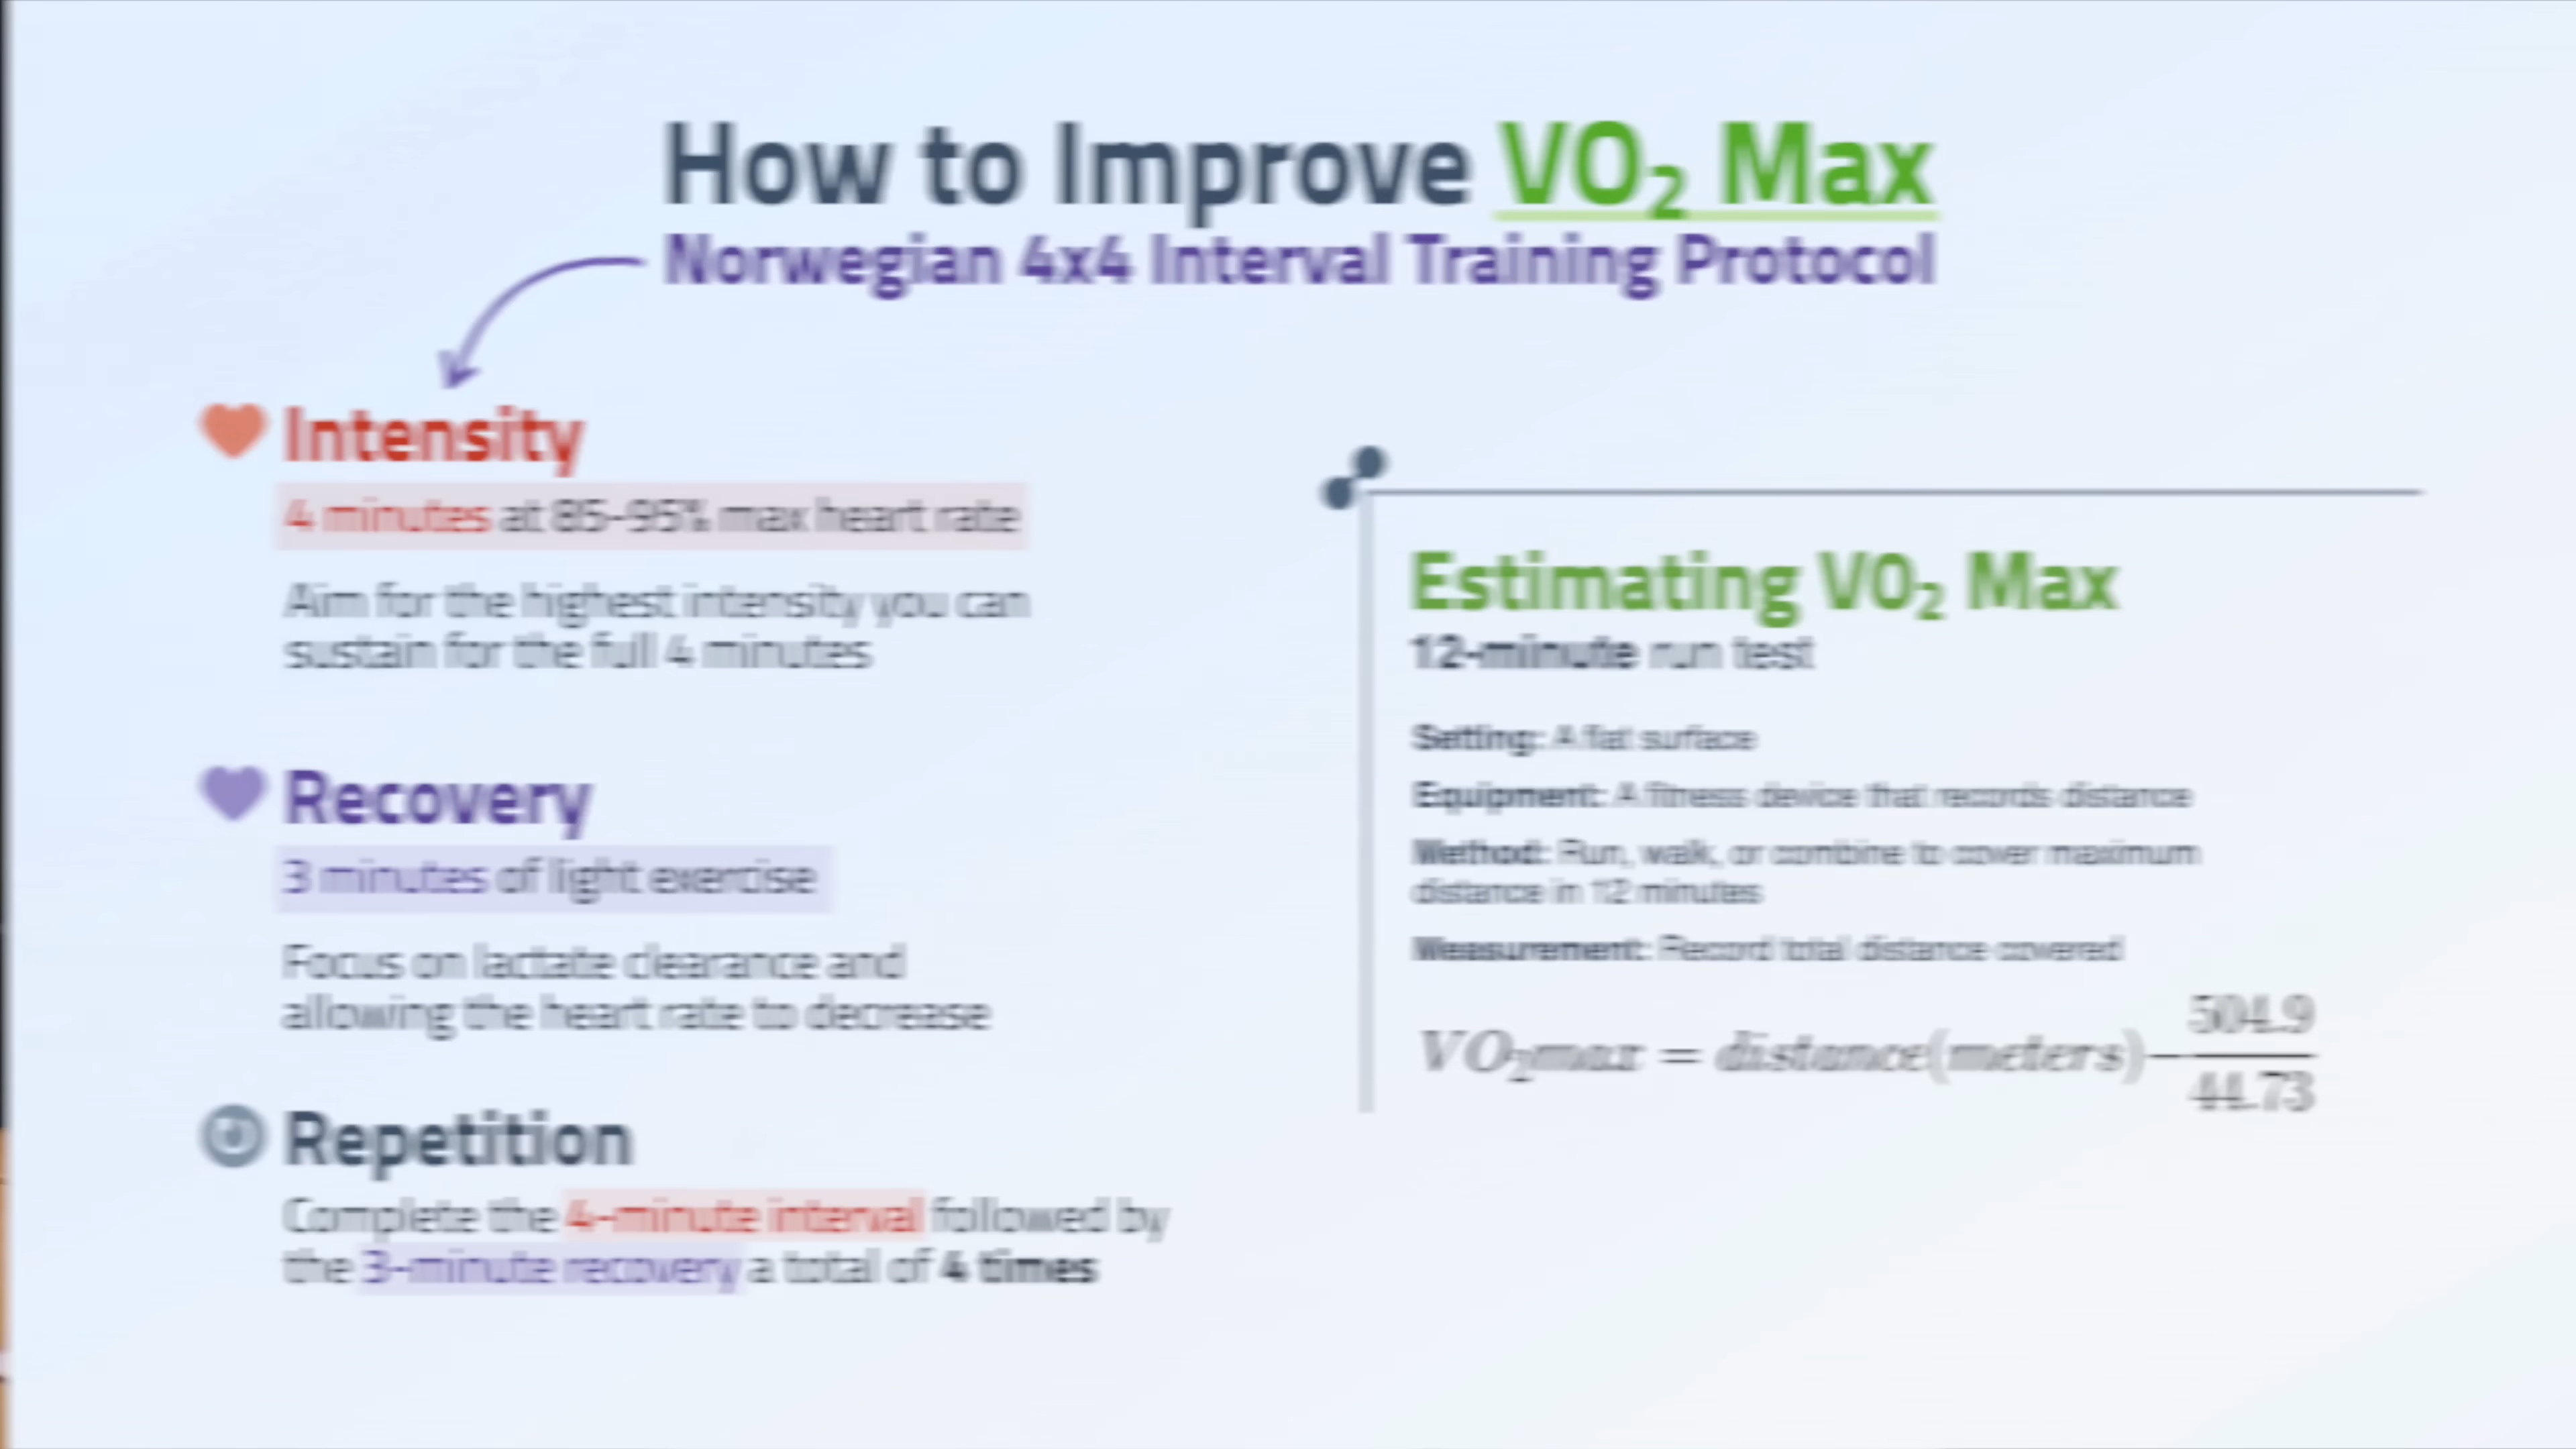 How to Improve VO₂ Max
Norwegian 4x4 Interval Training Protocol
Intensity
4 minutes at 85-95% max heart rate
Aim for the highest intensity you can
sustain for the full 4 minutes
Recovery
3 minutes of light exercise
Focus on lactate clearance and
allowing the heart rate to decrease
Repetition
Complete the 4-minute interval followed by
the 3-minute recovery a total of 4 times
Estimating VO₂ Max
12-minute run test
Setting: A flat surface
Equipment: A fitness device that records distance
Method: Run, walk, or combine to cover maximum
distance in 12 minutes
Measurement: Record total distance covered
VO₂max = distance(meters) − 504.9
44.73